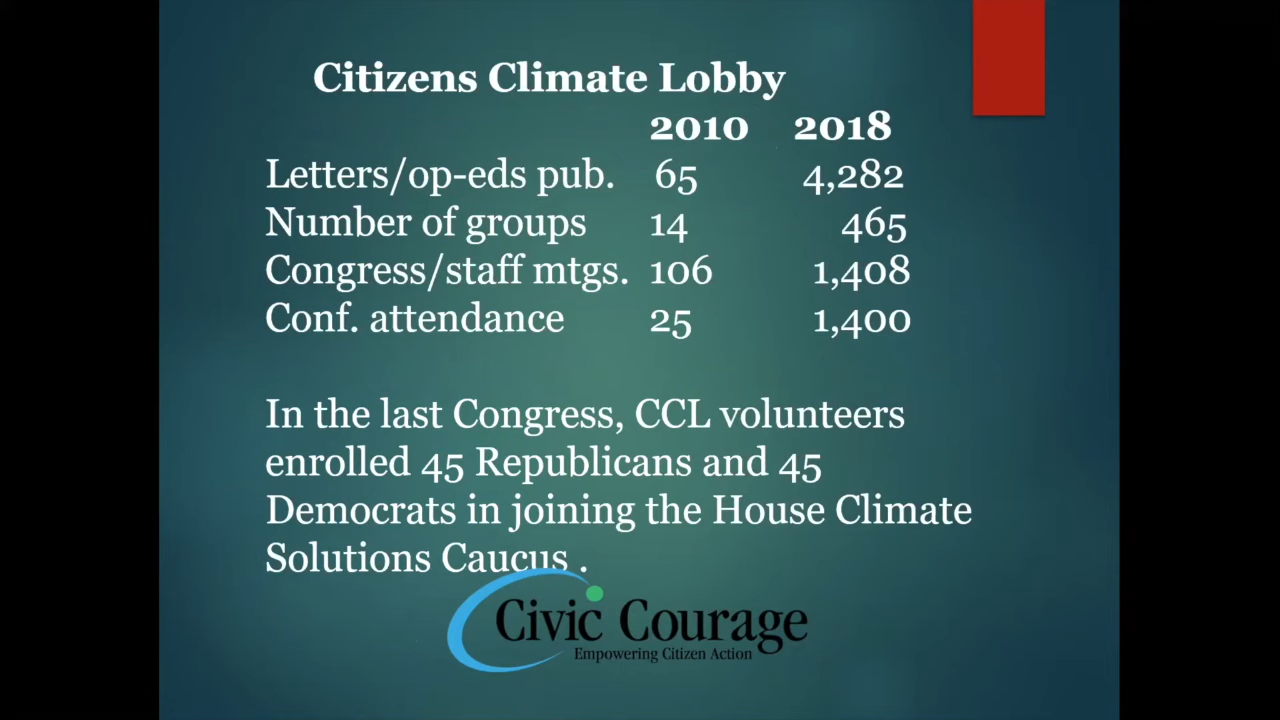 Citizens Climate Lobby
2010 2018
Letters/op-eds pub. 65 4,282
Number of groups 14 465
Congress/staff mtgs. 106 1,408
Conf. attendance 25 1,400
In the last Congress, CCL volunteers
enrolled 45 Republicans and 45
Democrats in joining the House Climate
Solutions Caucus .
Civic Courage
Empowering Citizen Action